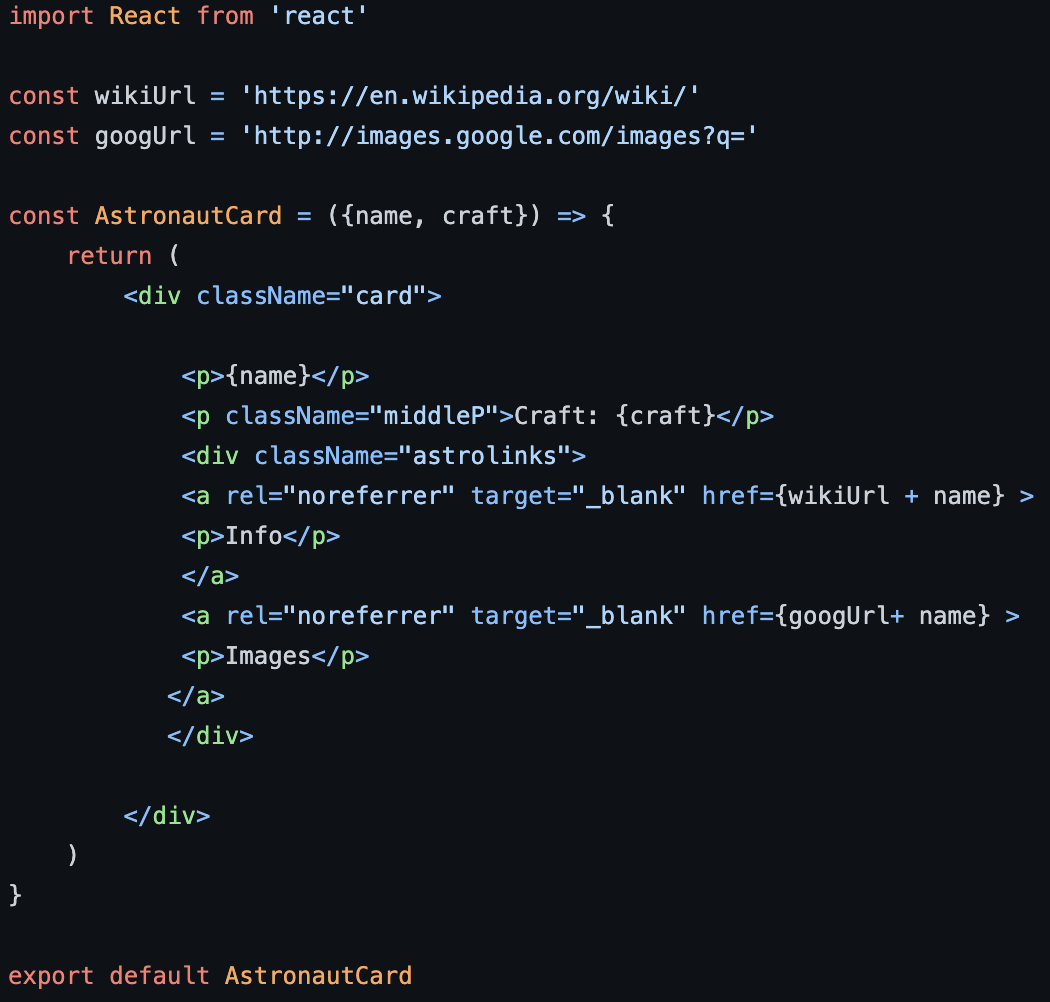 import React from 'react'
const wikiUrl = 'https://en.wikipedia.org/wiki/'
const googUrl = 'http://images.google.com/images?q='
const AstronautCard = ({name, craft}) => {
    return (
        <div className="card">
            <p>{name}</p>
            <p className="middleP">Craft: {craft}</p>
            <div className="astrolinks">
            <a rel="noreferrer" target="_blank" href={wikiUrl + name} >
            <p>Info</p>
            </a>
            <a rel="noreferrer" target="_blank" href={googUrl+ name} >
            <p>Images</p>
           </a>
           </div>
        </div>
    )
}
export default AstronautCard